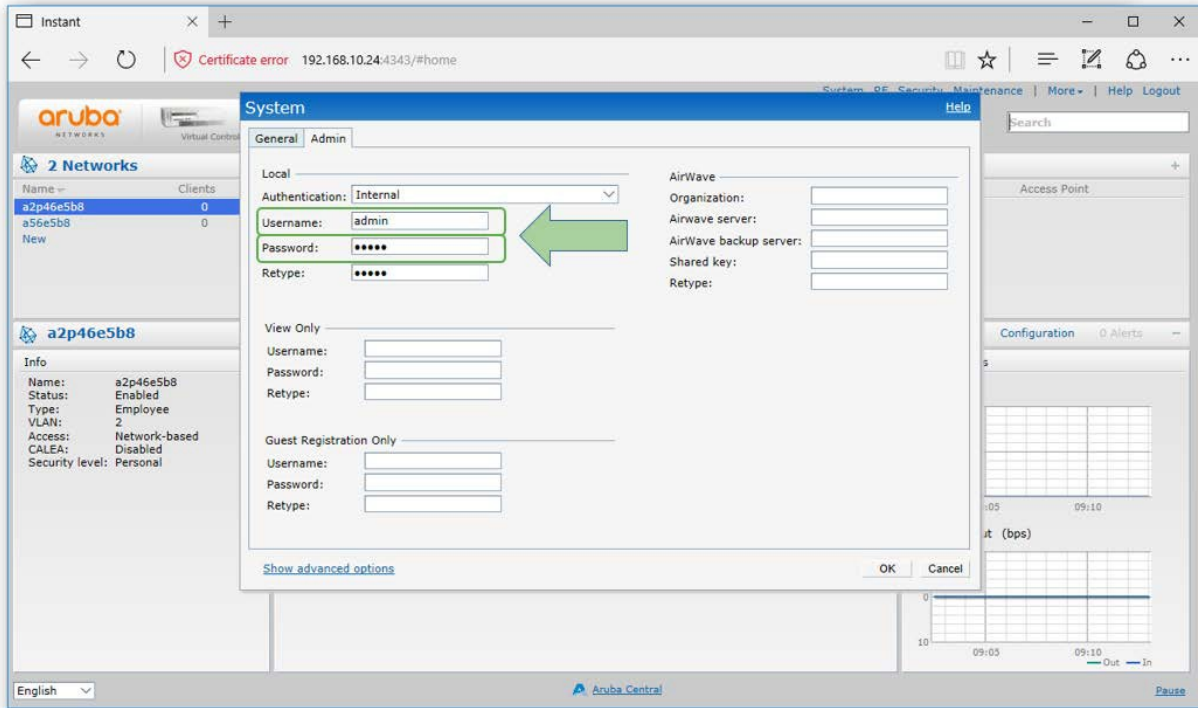 Instant
Certificate error 192.168.10.24:4343/#home
System RF Security Maintenance | More | Help Logout
aruba
NETWORKS
Virtual Control
Search
System
Help
General Admin
2 Networks
Name Clients
a2p46e5b8 0
a56e5b8 0
New
Access Point
Local
Authentication: Internal
Username: admin
Password: •••••
Retype: •••••
AirWave
Organization:
Airwave server:
AirWave backup server:
Shared key:
Retype:
View Only
Username:
Password:
Retype:
Guest Registration Only
Username:
Password:
Retype:
Show advanced options
OK Cancel
a2p46e5b8
Configuration 0 Alerts
Info
Name: a2p46e5b8
Status: Enabled
Type: Employee
VLAN: 2
Access: Network-based
CALEA: Disabled
Security level: Personal
s
:05 09:10
ut (bps)
0
10
09:05 09:10
Out In
English
Aruba Central
Pause